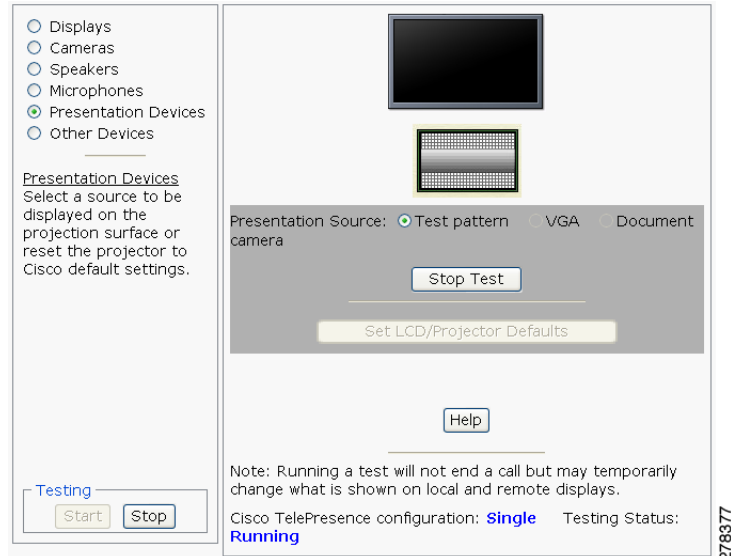 Displays
Cameras
Speakers
Microphones
Presentation Devices
Other Devices
Presentation Devices
Select a source to be
displayed on the
projection surface or
reset the projector to
Cisco default settings.
Testing
Start Stop
Presentation Source: Test pattern VGA Document
camera
Stop Test
Set LCD/Projector Defaults
Help
Note: Running a test will not end a call but may temporarily
change what is shown on local and remote displays.
Cisco TelePresence configuration: Single Testing Status:
Running
278377